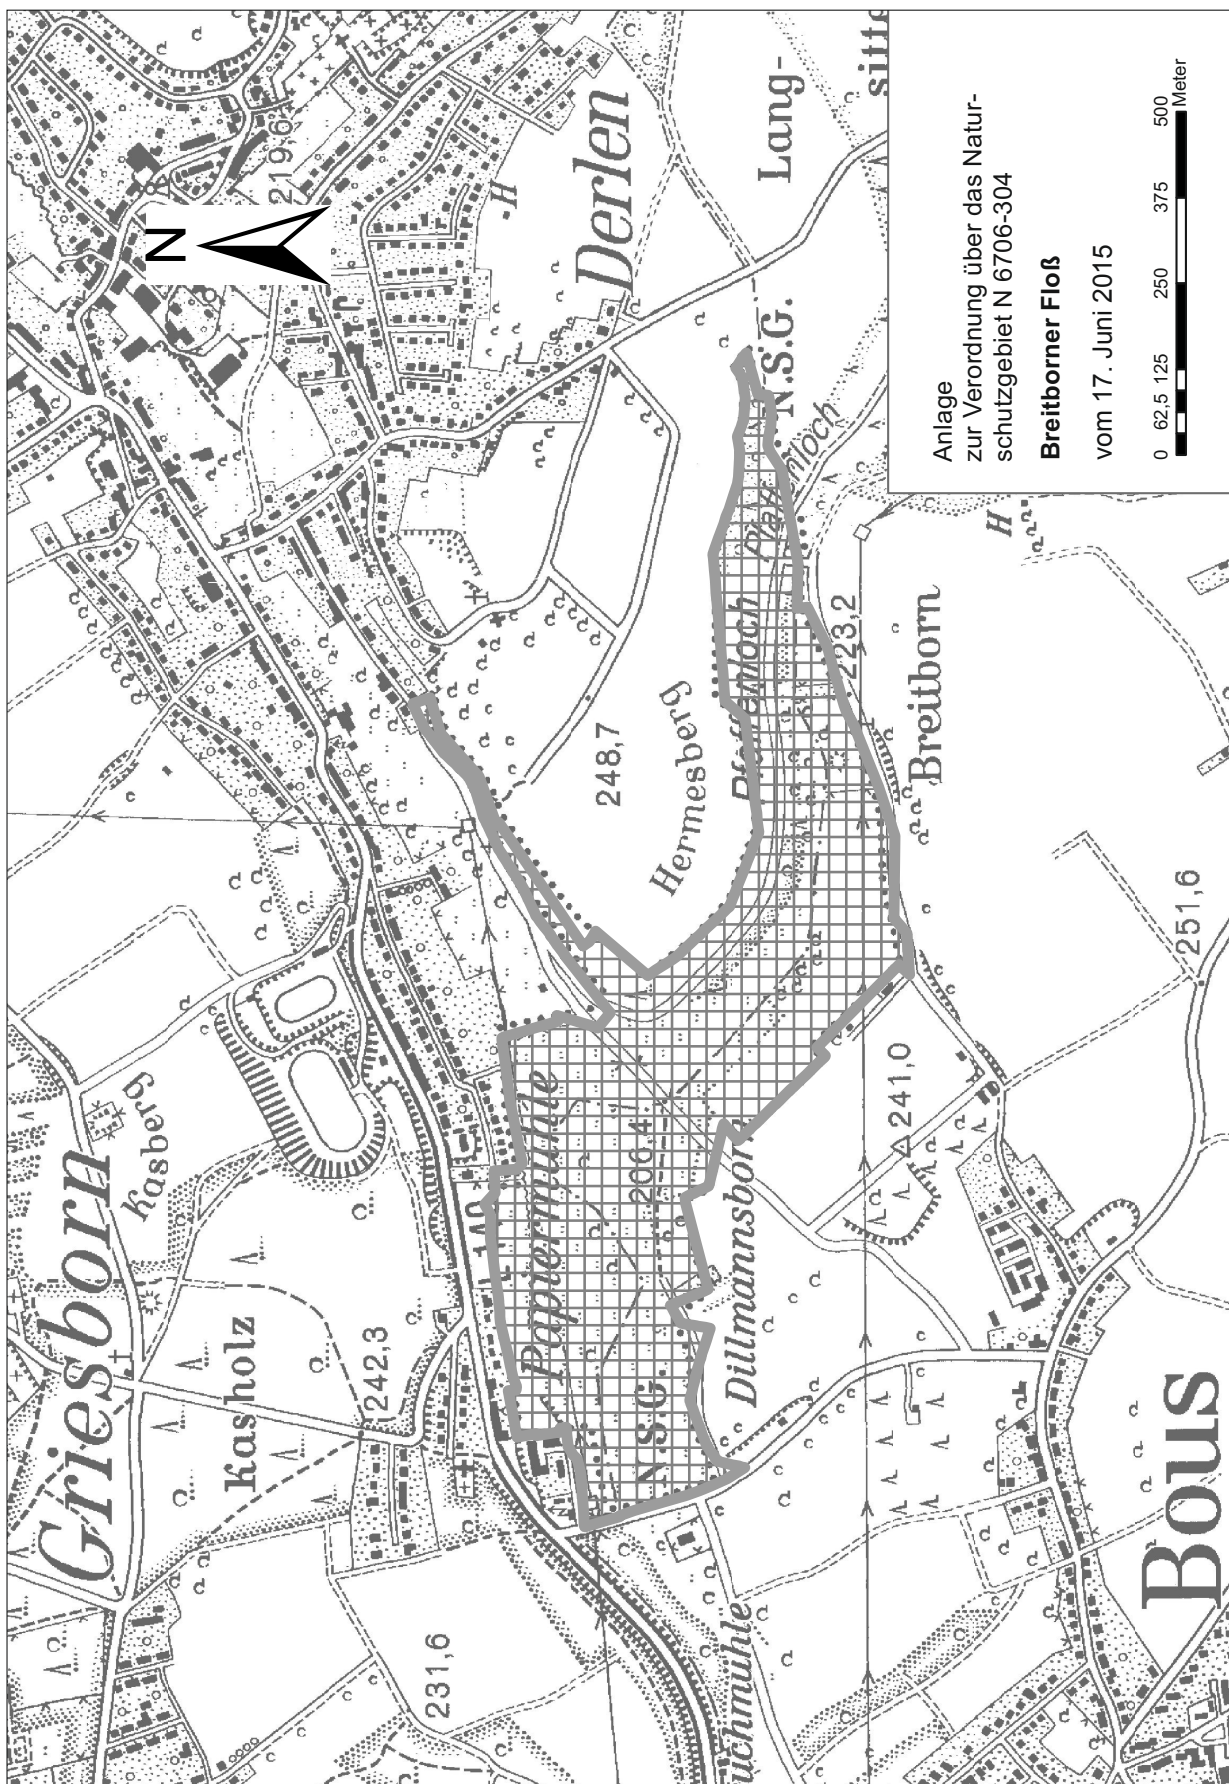 Griesborn
Kasberg
Kasholz
242,3
231,6
219,6
N
H
Derlen
Lang-
248,7
Hermesberg
Papiermühle
206,4
N.S.G.
N.S.G.
Pfaffenloch
Dillmannsborn
223,2
Breitborn
H
241,0
251,6
Bous
Anlage
zur Verordnung über das Natur-
schutzgebiet N 6706-304
Breitborner Floß
vom 17. Juni 2015
0 62,5 125 250 375 500
Meter